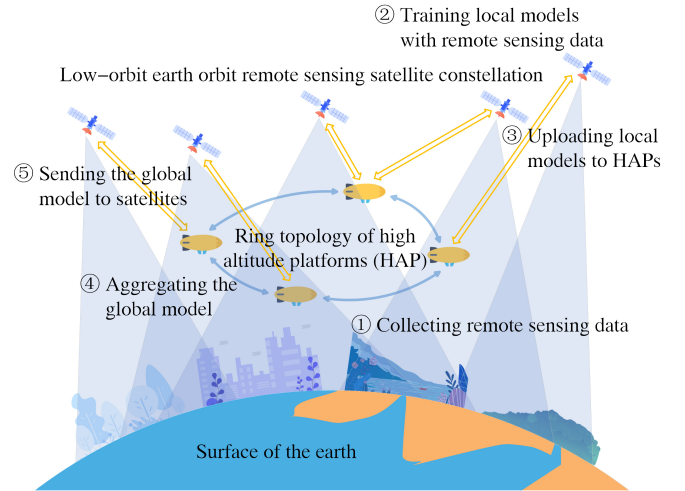 ② Training local models
with remote sensing data
Low−orbit earth orbit remote sensing satellite constellation
③ Uploading local
models to HAPs
⑤ Sending the global
model to satellites
Ring topology of high
altitude platforms (HAP)
④ Aggregating the
global model
① Collecting remote sensing data
Surface of the earth